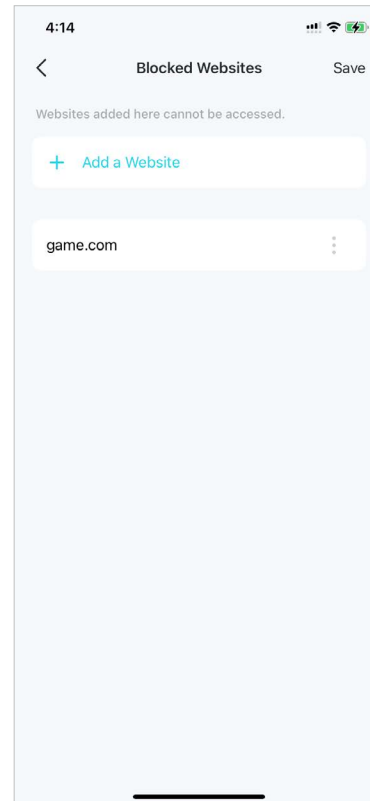 4:14
Blocked Websites
Save
Websites added here cannot be accessed.
+ Add a Website
game.com